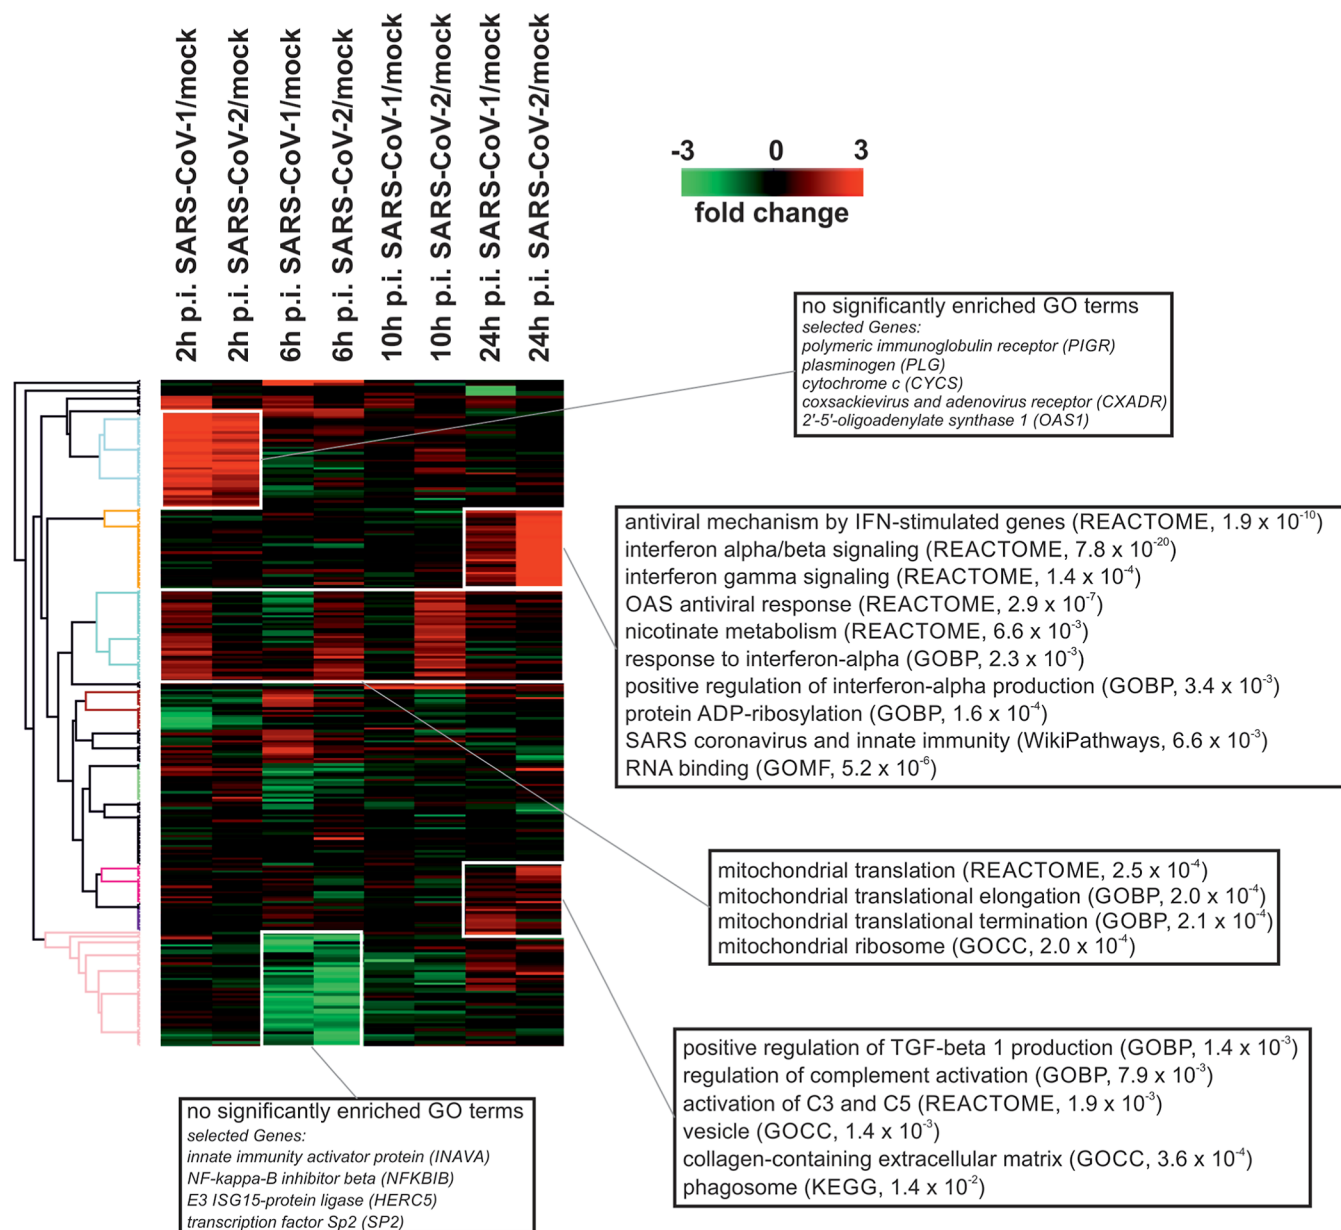 2h p.i. SARS-CoV-1/mock
2h p.i. SARS-CoV-2/mock
6h p.i. SARS-CoV-1/mock
6h p.i. SARS-CoV-2/mock
10h p.i. SARS-CoV-1/mock
10h p.i. SARS-CoV-2/mock
24h p.i. SARS-CoV-1/mock
24h p.i. SARS-CoV-2/mock
-3 0 3
fold change
no significantly enriched GO terms
selected Genes:
polymeric immunoglobulin receptor (PIGR)
plasminogen (PLG)
cytochrome c (CYCS)
coxsackievirus and adenovirus receptor (CXADR)
2'-5'-oligoadenylate synthase 1 (OAS1)
antiviral mechanism by IFN-stimulated genes (REACTOME, 1.9 x 10⁻¹⁰)
interferon alpha/beta signaling (REACTOME, 7.8 x 10⁻²⁰)
interferon gamma signaling (REACTOME, 1.4 x 10⁻⁴)
OAS antiviral response (REACTOME, 2.9 x 10⁻⁷)
nicotinate metabolism (REACTOME, 6.6 x 10⁻³)
response to interferon-alpha (GOBP, 2.3 x 10⁻³)
positive regulation of interferon-alpha production (GOBP, 3.4 x 10⁻³)
protein ADP-ribosylation (GOBP, 1.6 x 10⁻⁴)
SARS coronavirus and innate immunity (WikiPathways, 6.6 x 10⁻³)
RNA binding (GOMF, 5.2 x 10⁻⁶)
mitochondrial translation (REACTOME, 2.5 x 10⁻⁴)
mitochondrial translational elongation (GOBP, 2.0 x 10⁻⁴)
mitochondrial translational termination (GOBP, 2.1 x 10⁻⁴)
mitochondrial ribosome (GOCC, 2.0 x 10⁻⁴)
positive regulation of TGF-beta 1 production (GOBP, 1.4 x 10⁻³)
regulation of complement activation (GOBP, 7.9 x 10⁻³)
activation of C3 and C5 (REACTOME, 1.9 x 10⁻³)
vesicle (GOCC, 1.4 x 10⁻³)
collagen-containing extracellular matrix (GOCC, 3.6 x 10⁻⁴)
phagosome (KEGG, 1.4 x 10⁻²)
no significantly enriched GO terms
selected Genes:
innate immunity activator protein (INAVA)
NF-kappa-B inhibitor beta (NFKBIB)
E3 ISG15-protein ligase (HERC5)
transcription factor Sp2 (SP2)